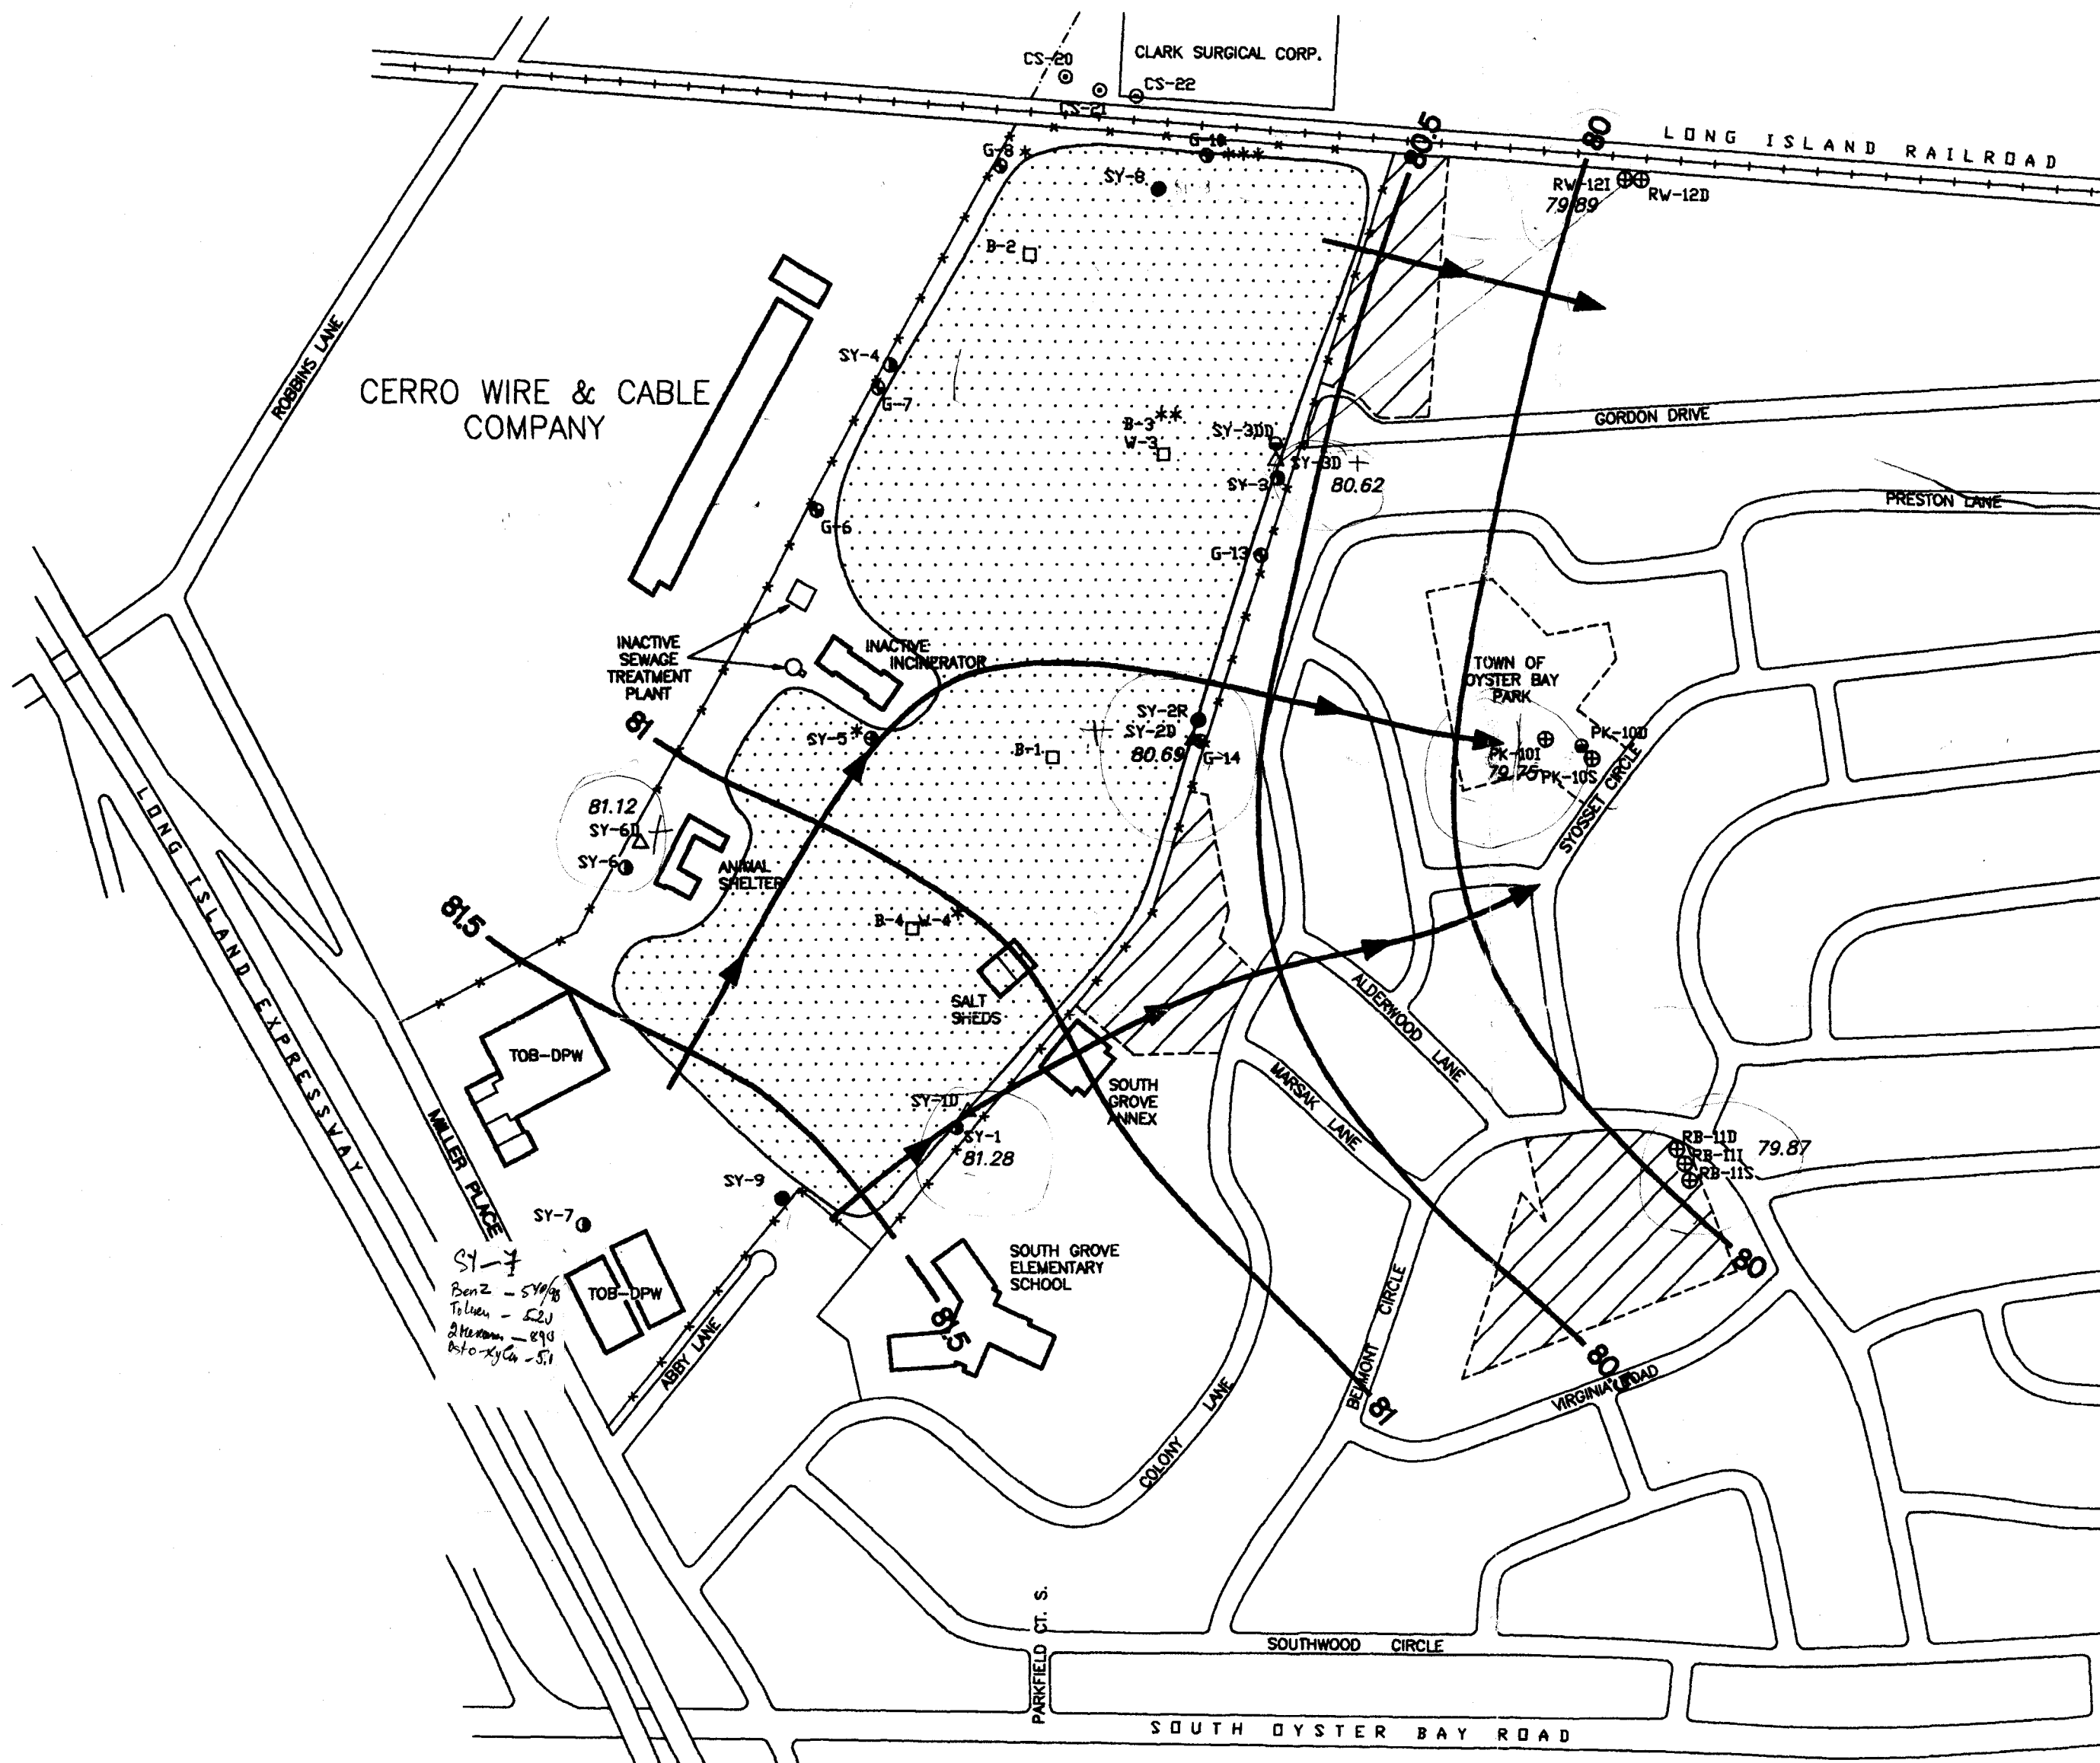 CLARK SURGICAL CORP.
CS-20
CS-22
CS-21
80.5
80
LONG ISLAND RAILROAD
G-8 *
***
SY-8
RW-12I
RW-12D
79.89
B-2
ROBBINS LANE
CERRO WIRE & CABLE
COMPANY
SY-4
G-7
GORDON DRIVE
B-3**
W-3
SY-3DD
SY-3D
SY-3
80.62
PRESTON LANE
G-6
G-13
INACTIVE
SEWAGE
TREATMENT
PLANT
INACTIVE
INCINERATOR
TOWN OF
OYSTER BAY
PARK
81
SY-5 *
B-1
SY-2R
SY-2D
80.69
G-14
PK-10D
PK-10I
79.75
PK-10S
SYOSSET CIRCLE
81.12
SY-6D
SY-6
ANIMAL
SHELTER
LONG ISLAND EXPRESSWAY
81.5
B-4 W-4 *
SALT
SHEDS
ALDERWOOD LANE
TOB-DPW
MILLER PLACE
SOUTH
GROVE
ANNEX
MARSAK LANE
SY-1D
SY-1
81.28
RB-11D
RB-11I
RB-11S
79.87
SY-9
SY-7
SY-7
Benz
TOB-DPW
SOUTH GROVE
ELEMENTARY
SCHOOL
81.5
ABBY LANE
80
BELMONT CIRCLE
80
VIRGINIA ROAD
81
COLONY LANE
PARKFIELD CT. S.
SOUTHWOOD CIRCLE
SOUTH OYSTER BAY ROAD